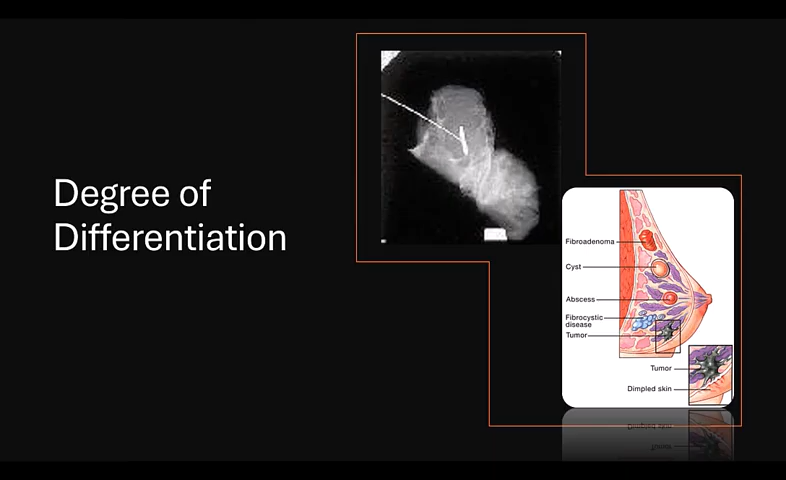 Degree of
Differentiation
Fibroadenoma
Cyst
Abscess
Fibrocystic
disease
Tumor
Tumor
Dimpled skin